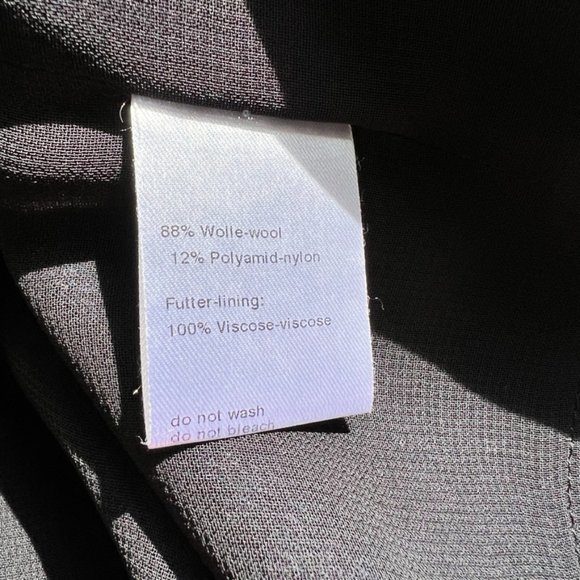 88% Wolle-wool
12% Polyamid-nylon
Futter-lining:
100% Viscose-viscose
do not wash
do not bleach